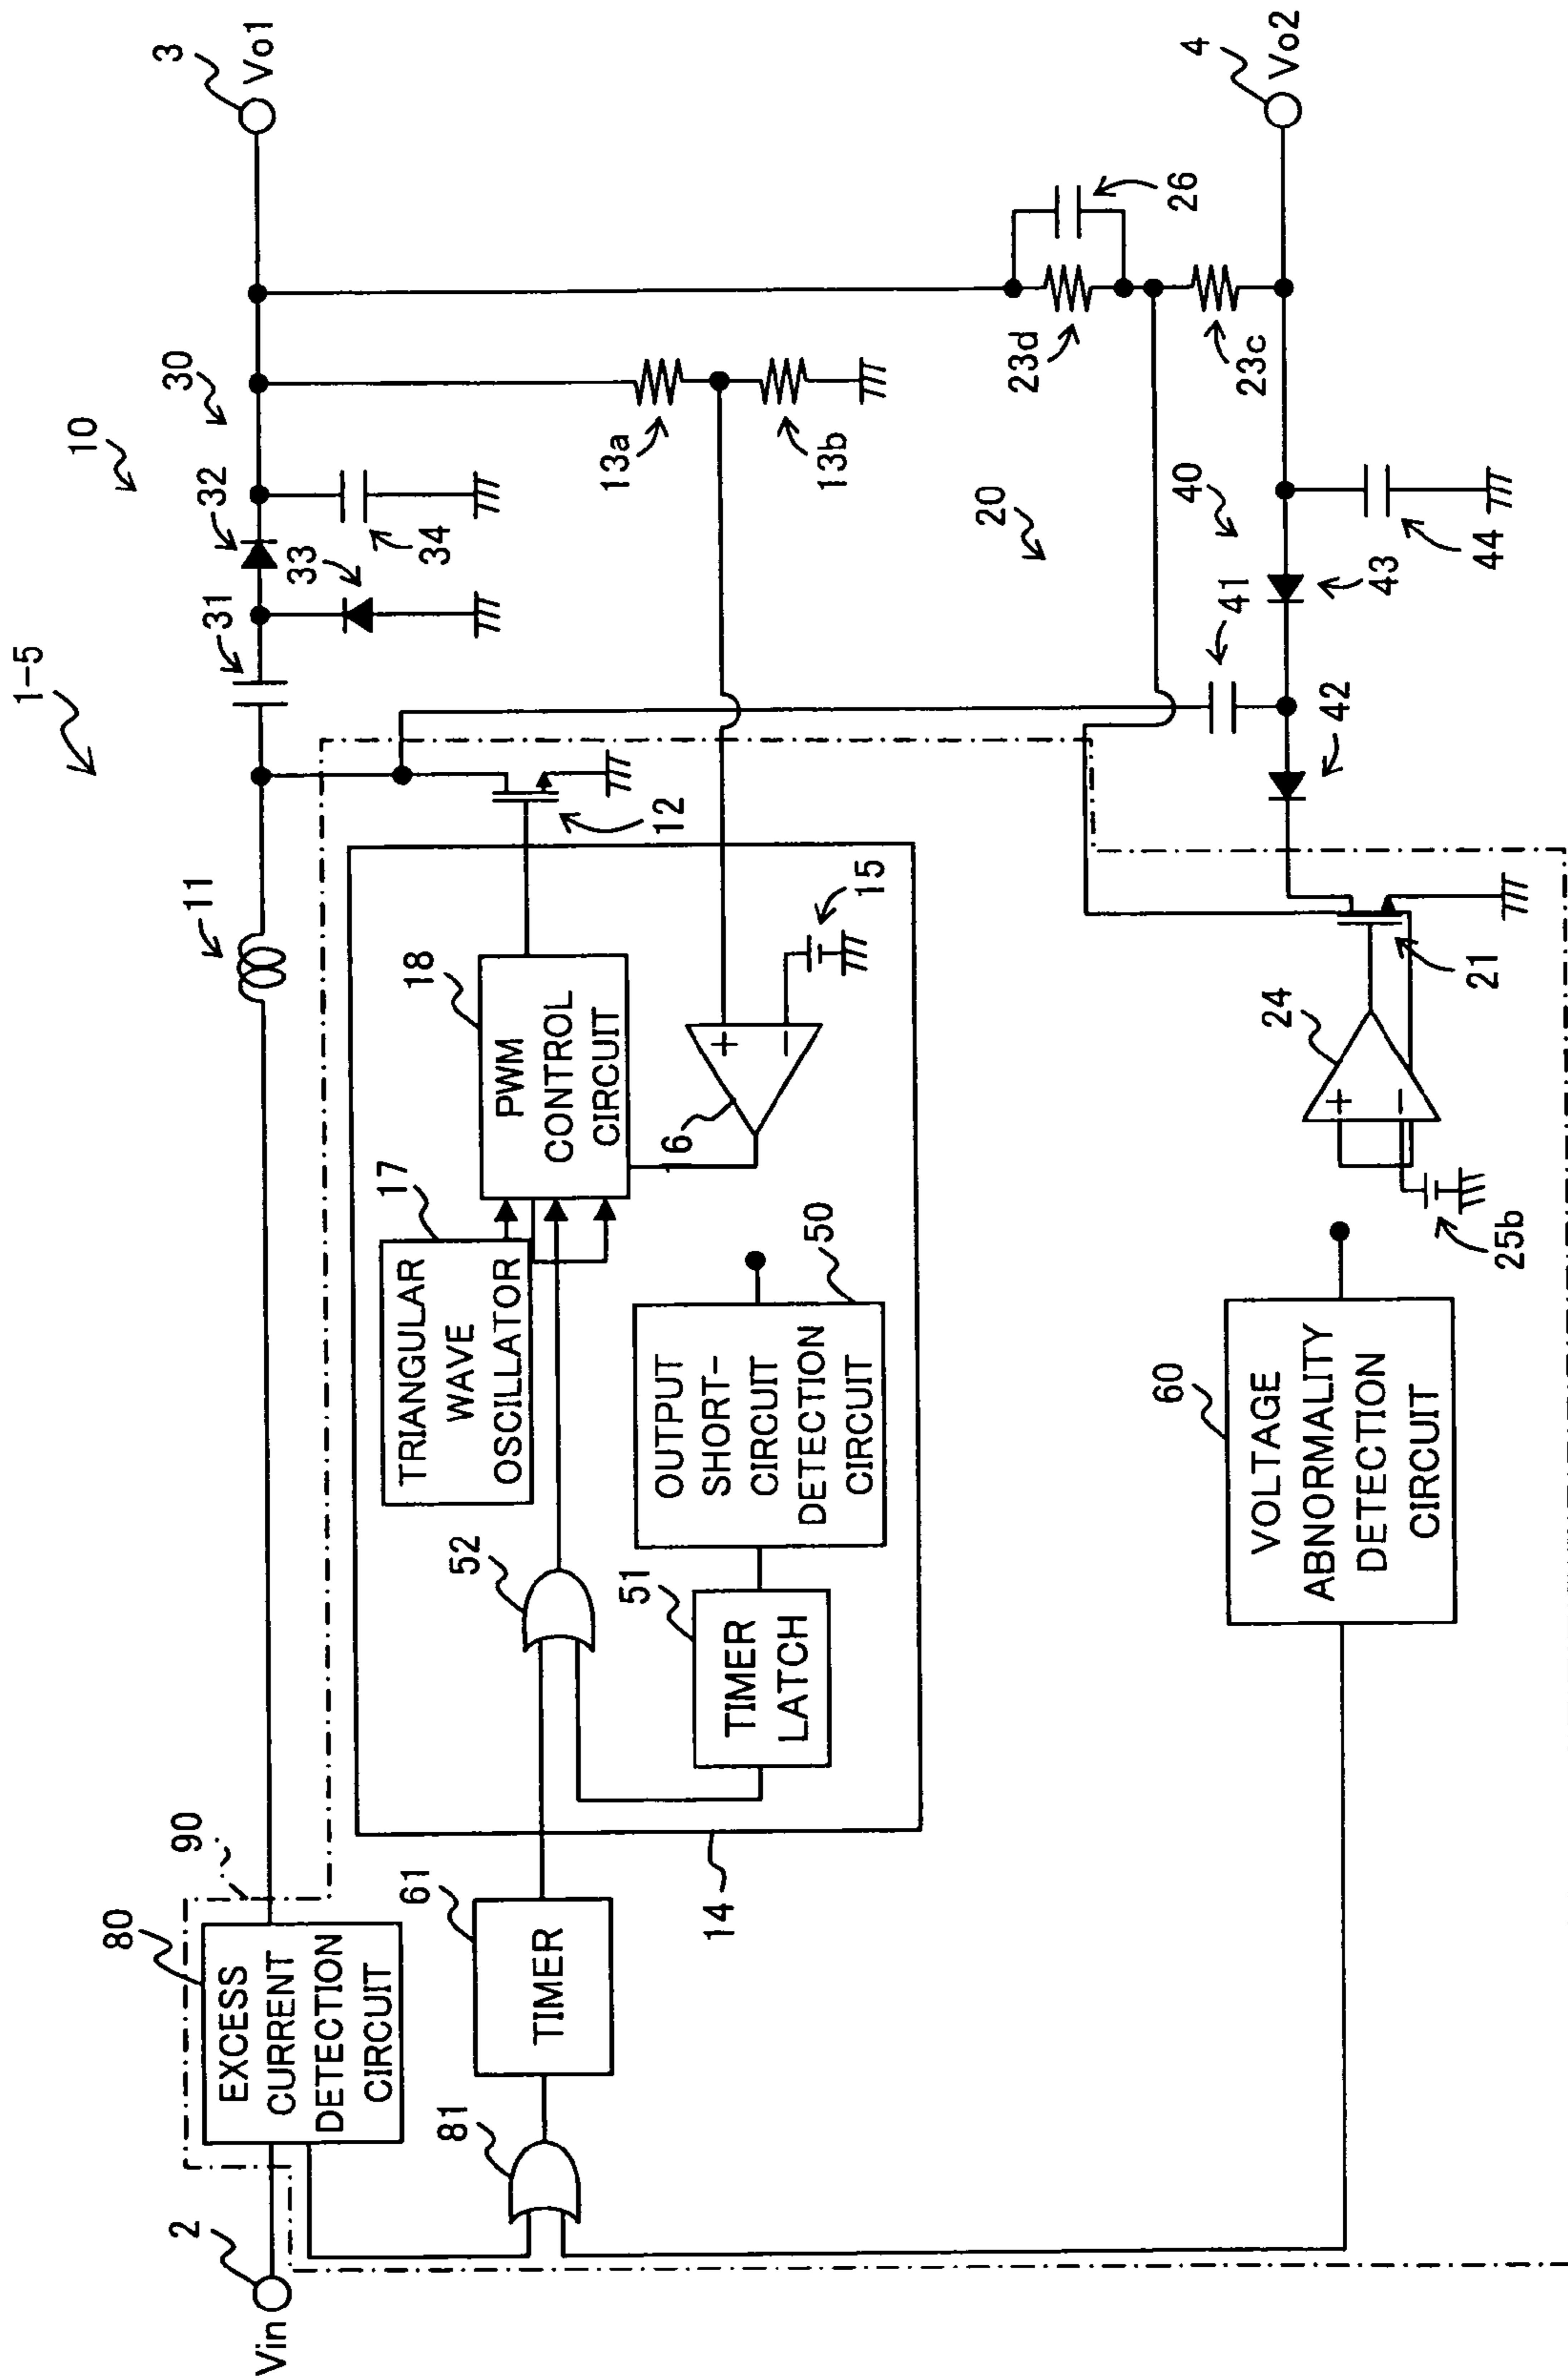 1-5
10
30
3
Vo1
11
31
32
33
34
80
90
EXCESS
CURRENT
DETECTION
CIRCUIT
2
Vin
81
61
TIMER
14
52
51
TIMER
LATCH
17
TRIANGULAR
WAVE
OSCILLATOR
18
PWM
CONTROL
CIRCUIT
12
50
OUTPUT
SHORT-
CIRCUIT
DETECTION
CIRCUIT
6
+
−
15
13a
13b
20
23d
26
23c
4
Vo2
40
41
42
43
44
60
VOLTAGE
ABNORMALITY
DETECTION
CIRCUIT
24
+
−
25b
21